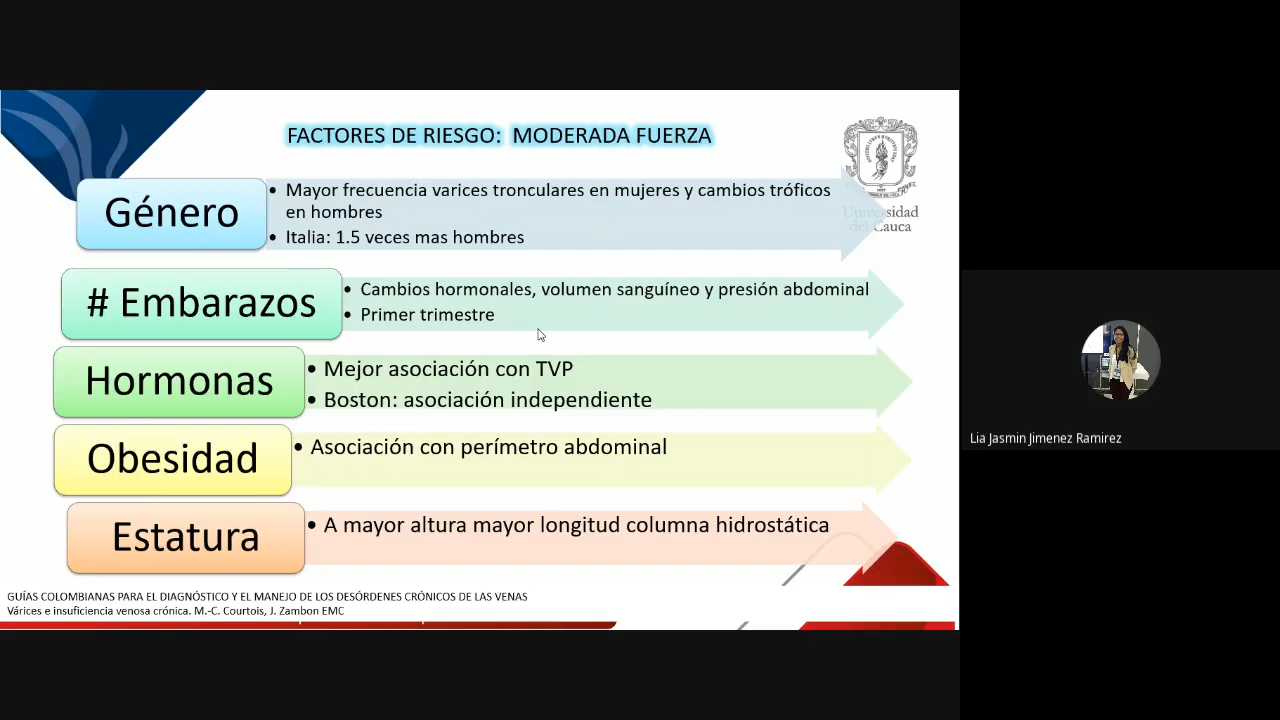 FACTORES DE RIESGO: MODERADA FUERZA
Género
• Mayor frecuencia varices tronculares en mujeres y cambios tróficos
en hombres
• Italia: 1.5 veces mas hombres
Universidad
del Cauca
# Embarazos
• Cambios hormonales, volumen sanguíneo y presión abdominal
• Primer trimestre
Hormonas
• Mejor asociación con TVP
• Boston: asociación independiente
Obesidad
• Asociación con perímetro abdominal
Estatura
• A mayor altura mayor longitud columna hidrostática
GUÍAS COLOMBIANAS PARA EL DIAGNÓSTICO Y EL MANEJO DE LOS DESÓRDENES CRÓNICOS DE LAS VENAS
Várices e insuficiencia venosa crónica. M.-C. Courtois, J. Zambon EMC
Lia Jasmin Jimenez Ramirez